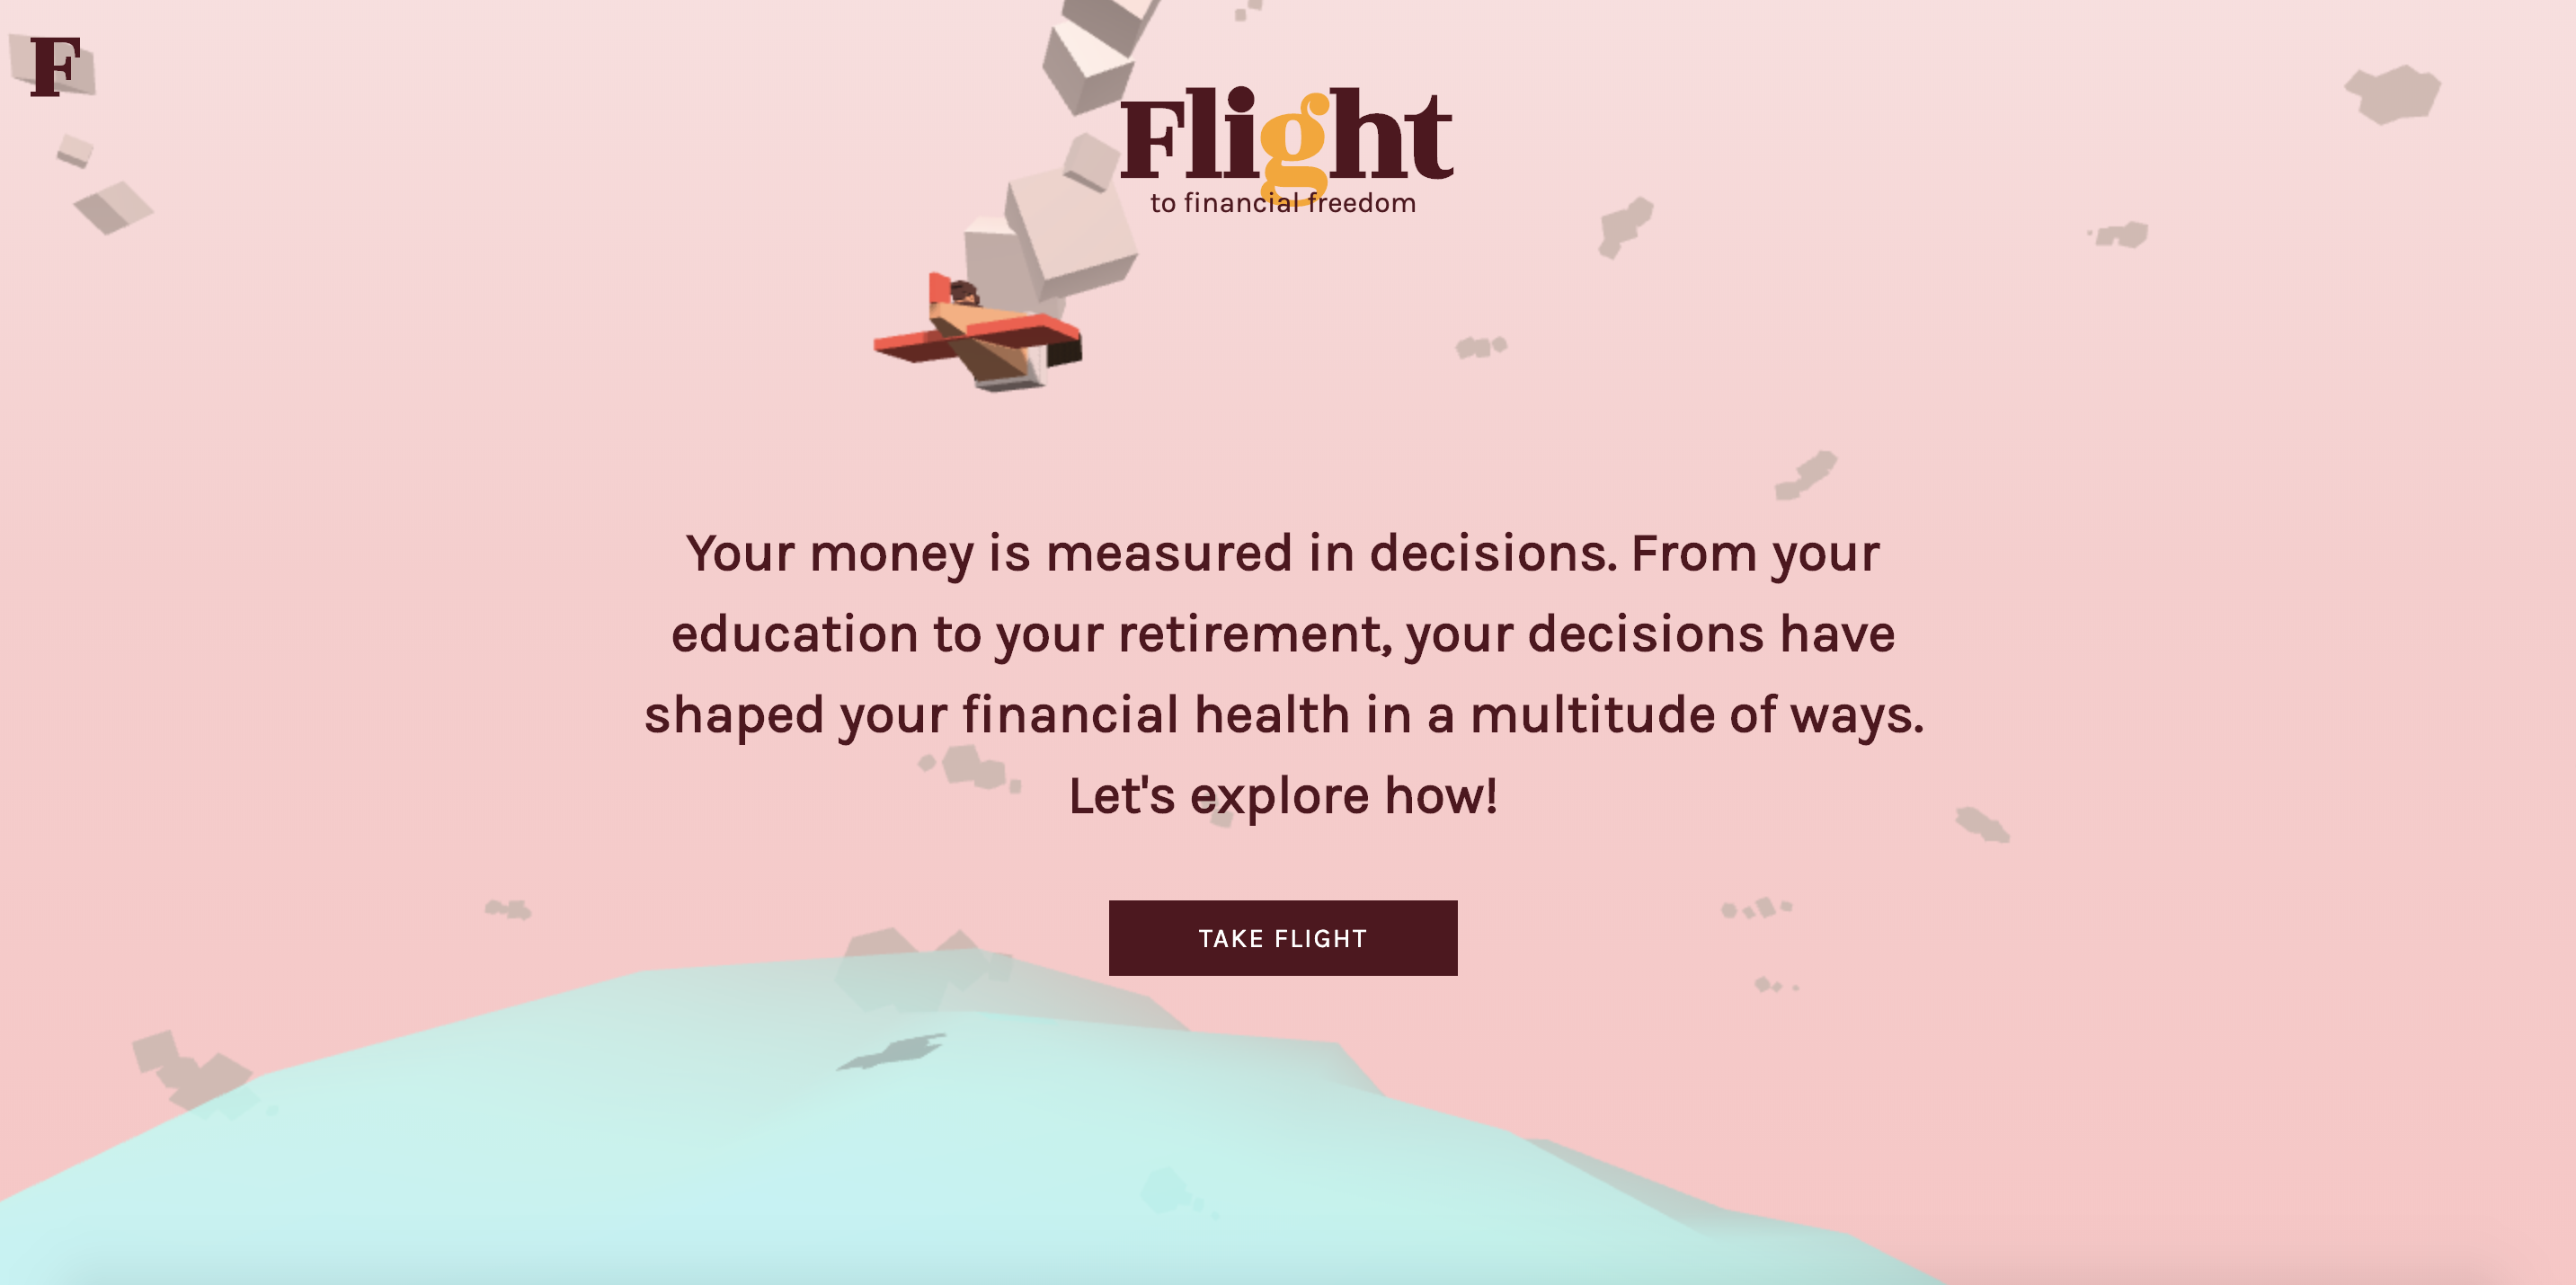 F
Flight
to financial freedom
Your money is measured in decisions. From your
education to your retirement, your decisions have
shaped your financial health in a multitude of ways.
Let's explore how!
TAKE FLIGHT